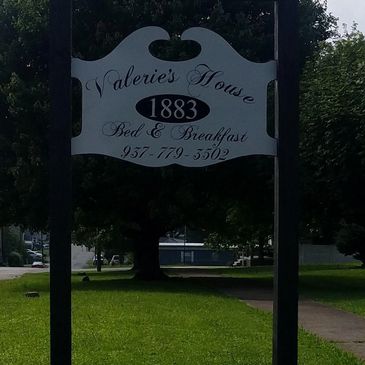 Valerie's House
1883
Bed & Breakfast
937-779-3502